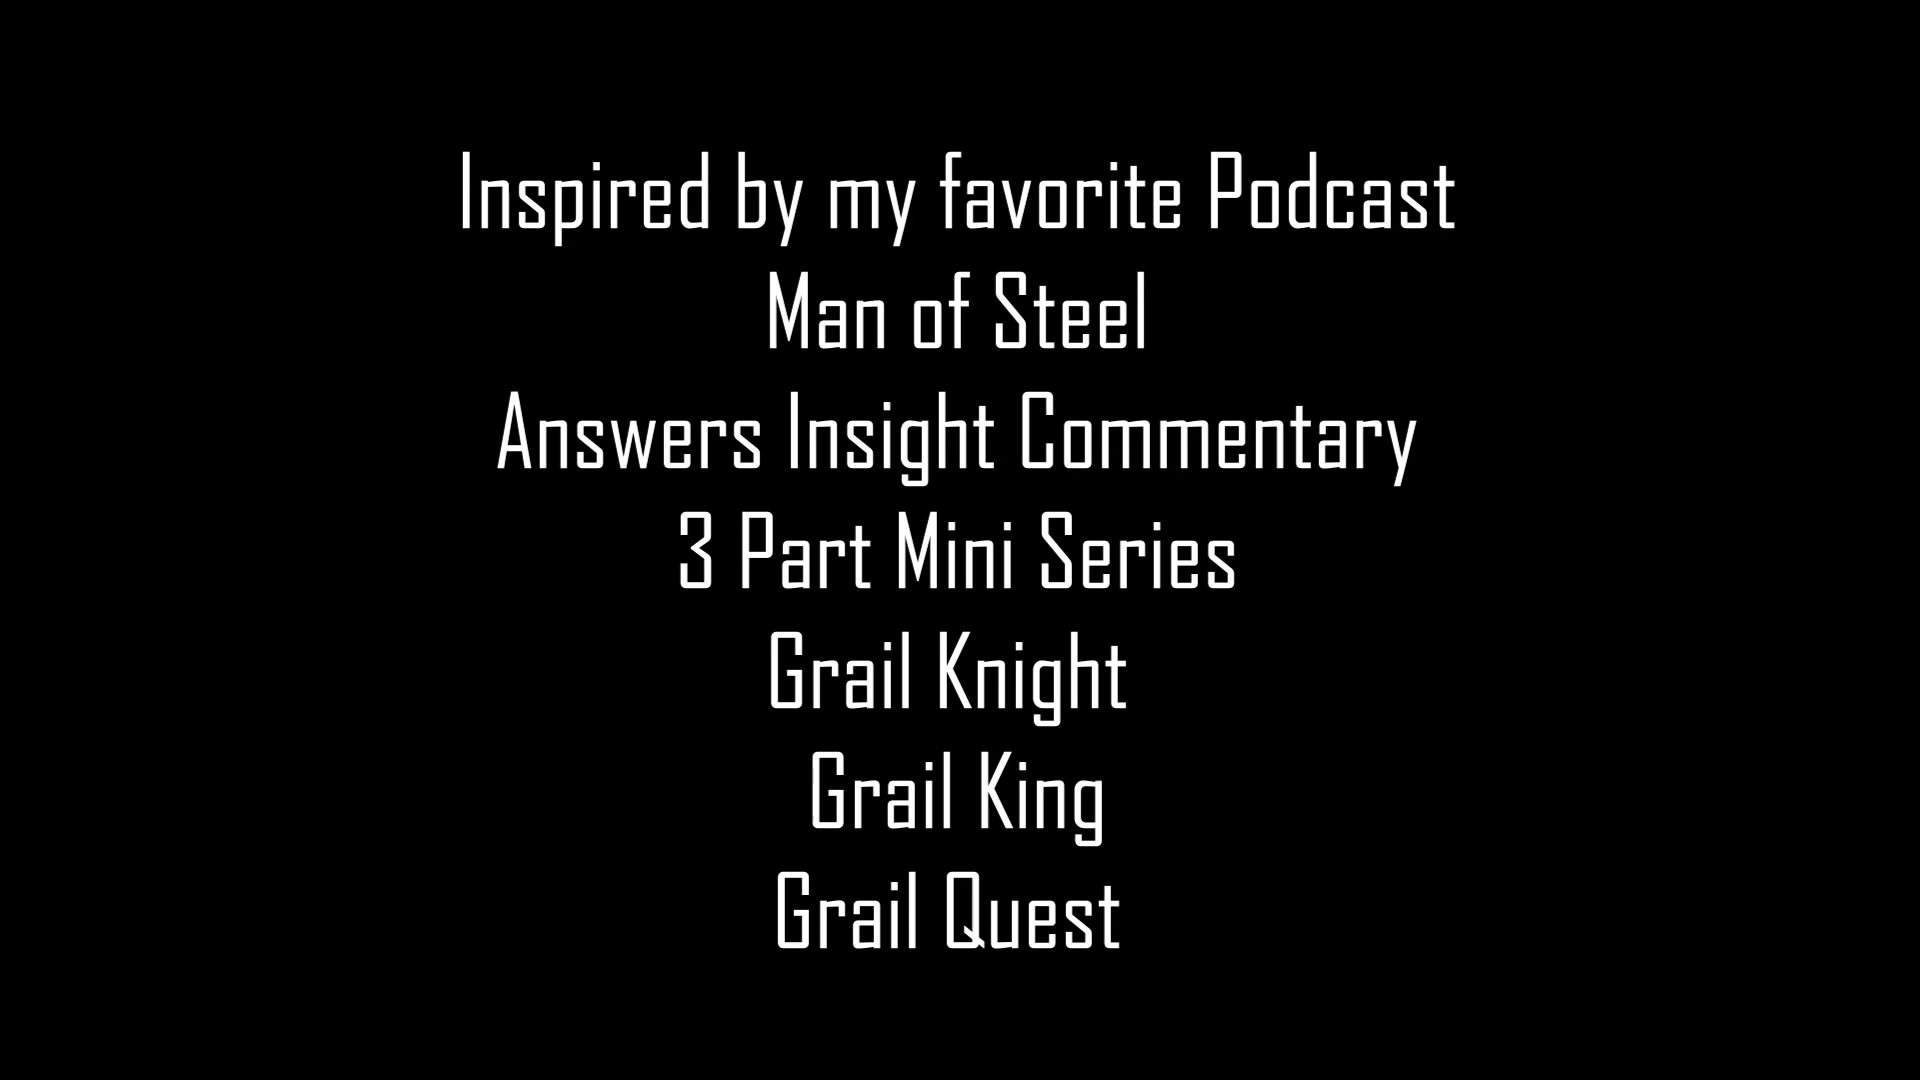 Inspired by my favorite Podcast
Man of Steel
Answers Insight Commentary
3 Part Mini Series
Grail Knight
Grail King
Grail Quest